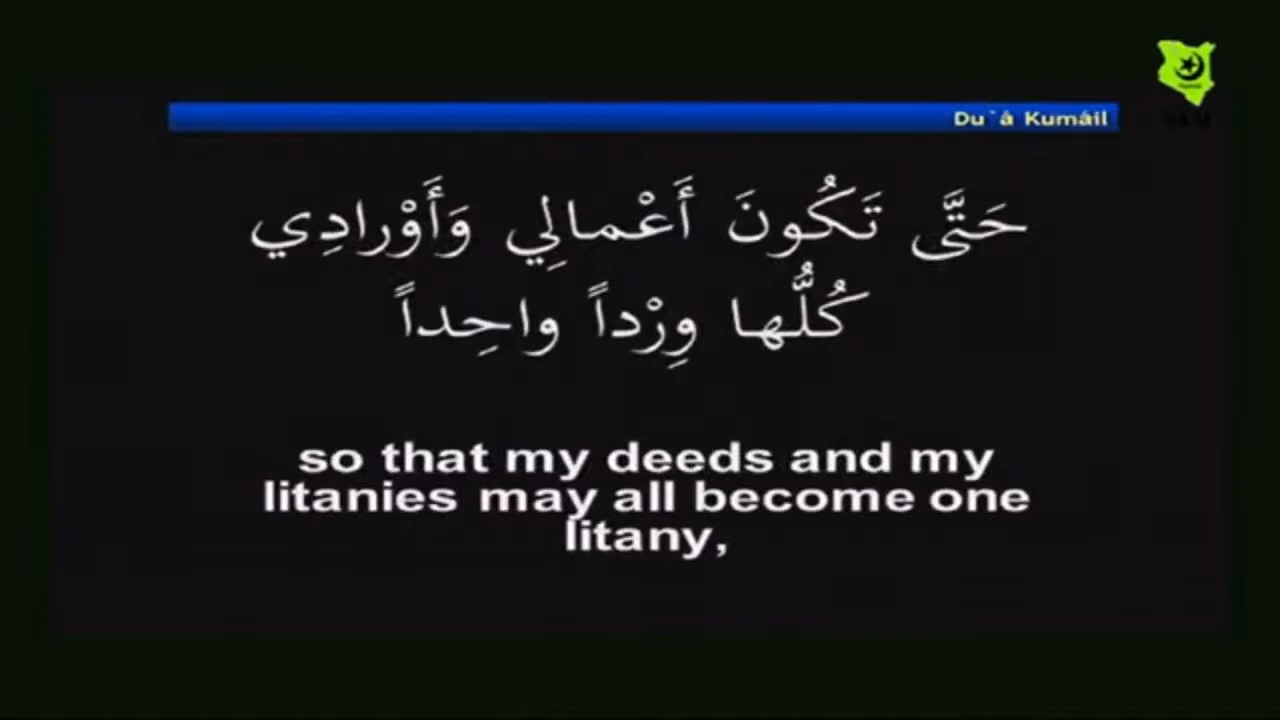 Du`â Kumâil
حَتَّى تَكُونَ أَعْمالِي وَأَوْرادِي
كُلُّها وِرْداً واحِداً
so that my deeds and my
litanies may all become one
litany,